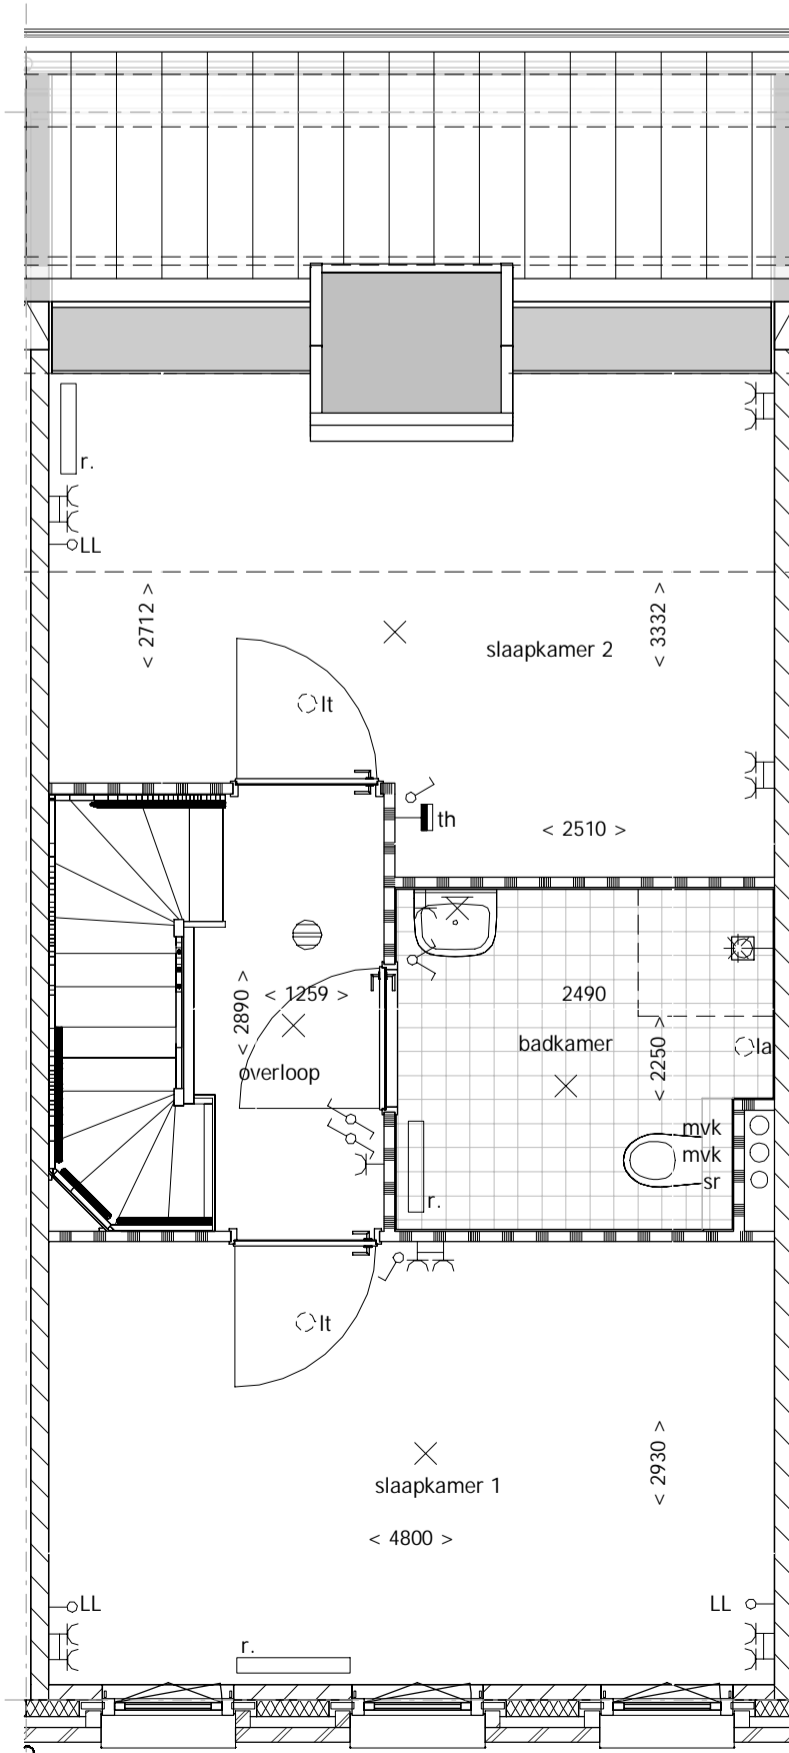 r.
LL
< 2712 >
< 3332 >
slaapkamer 2
lt
th
< 2510 >
< 2890 >
< 1259 >
2490
overloop
badkamer
< 2250 >
la
mvk
mvk
sr
r.
lt
slaapkamer 1
< 2930 >
< 4800 >
LL
LL
r.